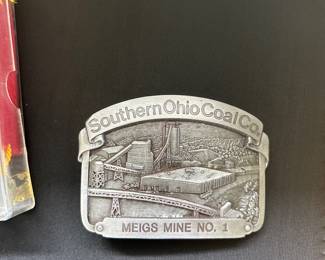 Southern Ohio Coal Co.
MEIGS MINE NO. 1